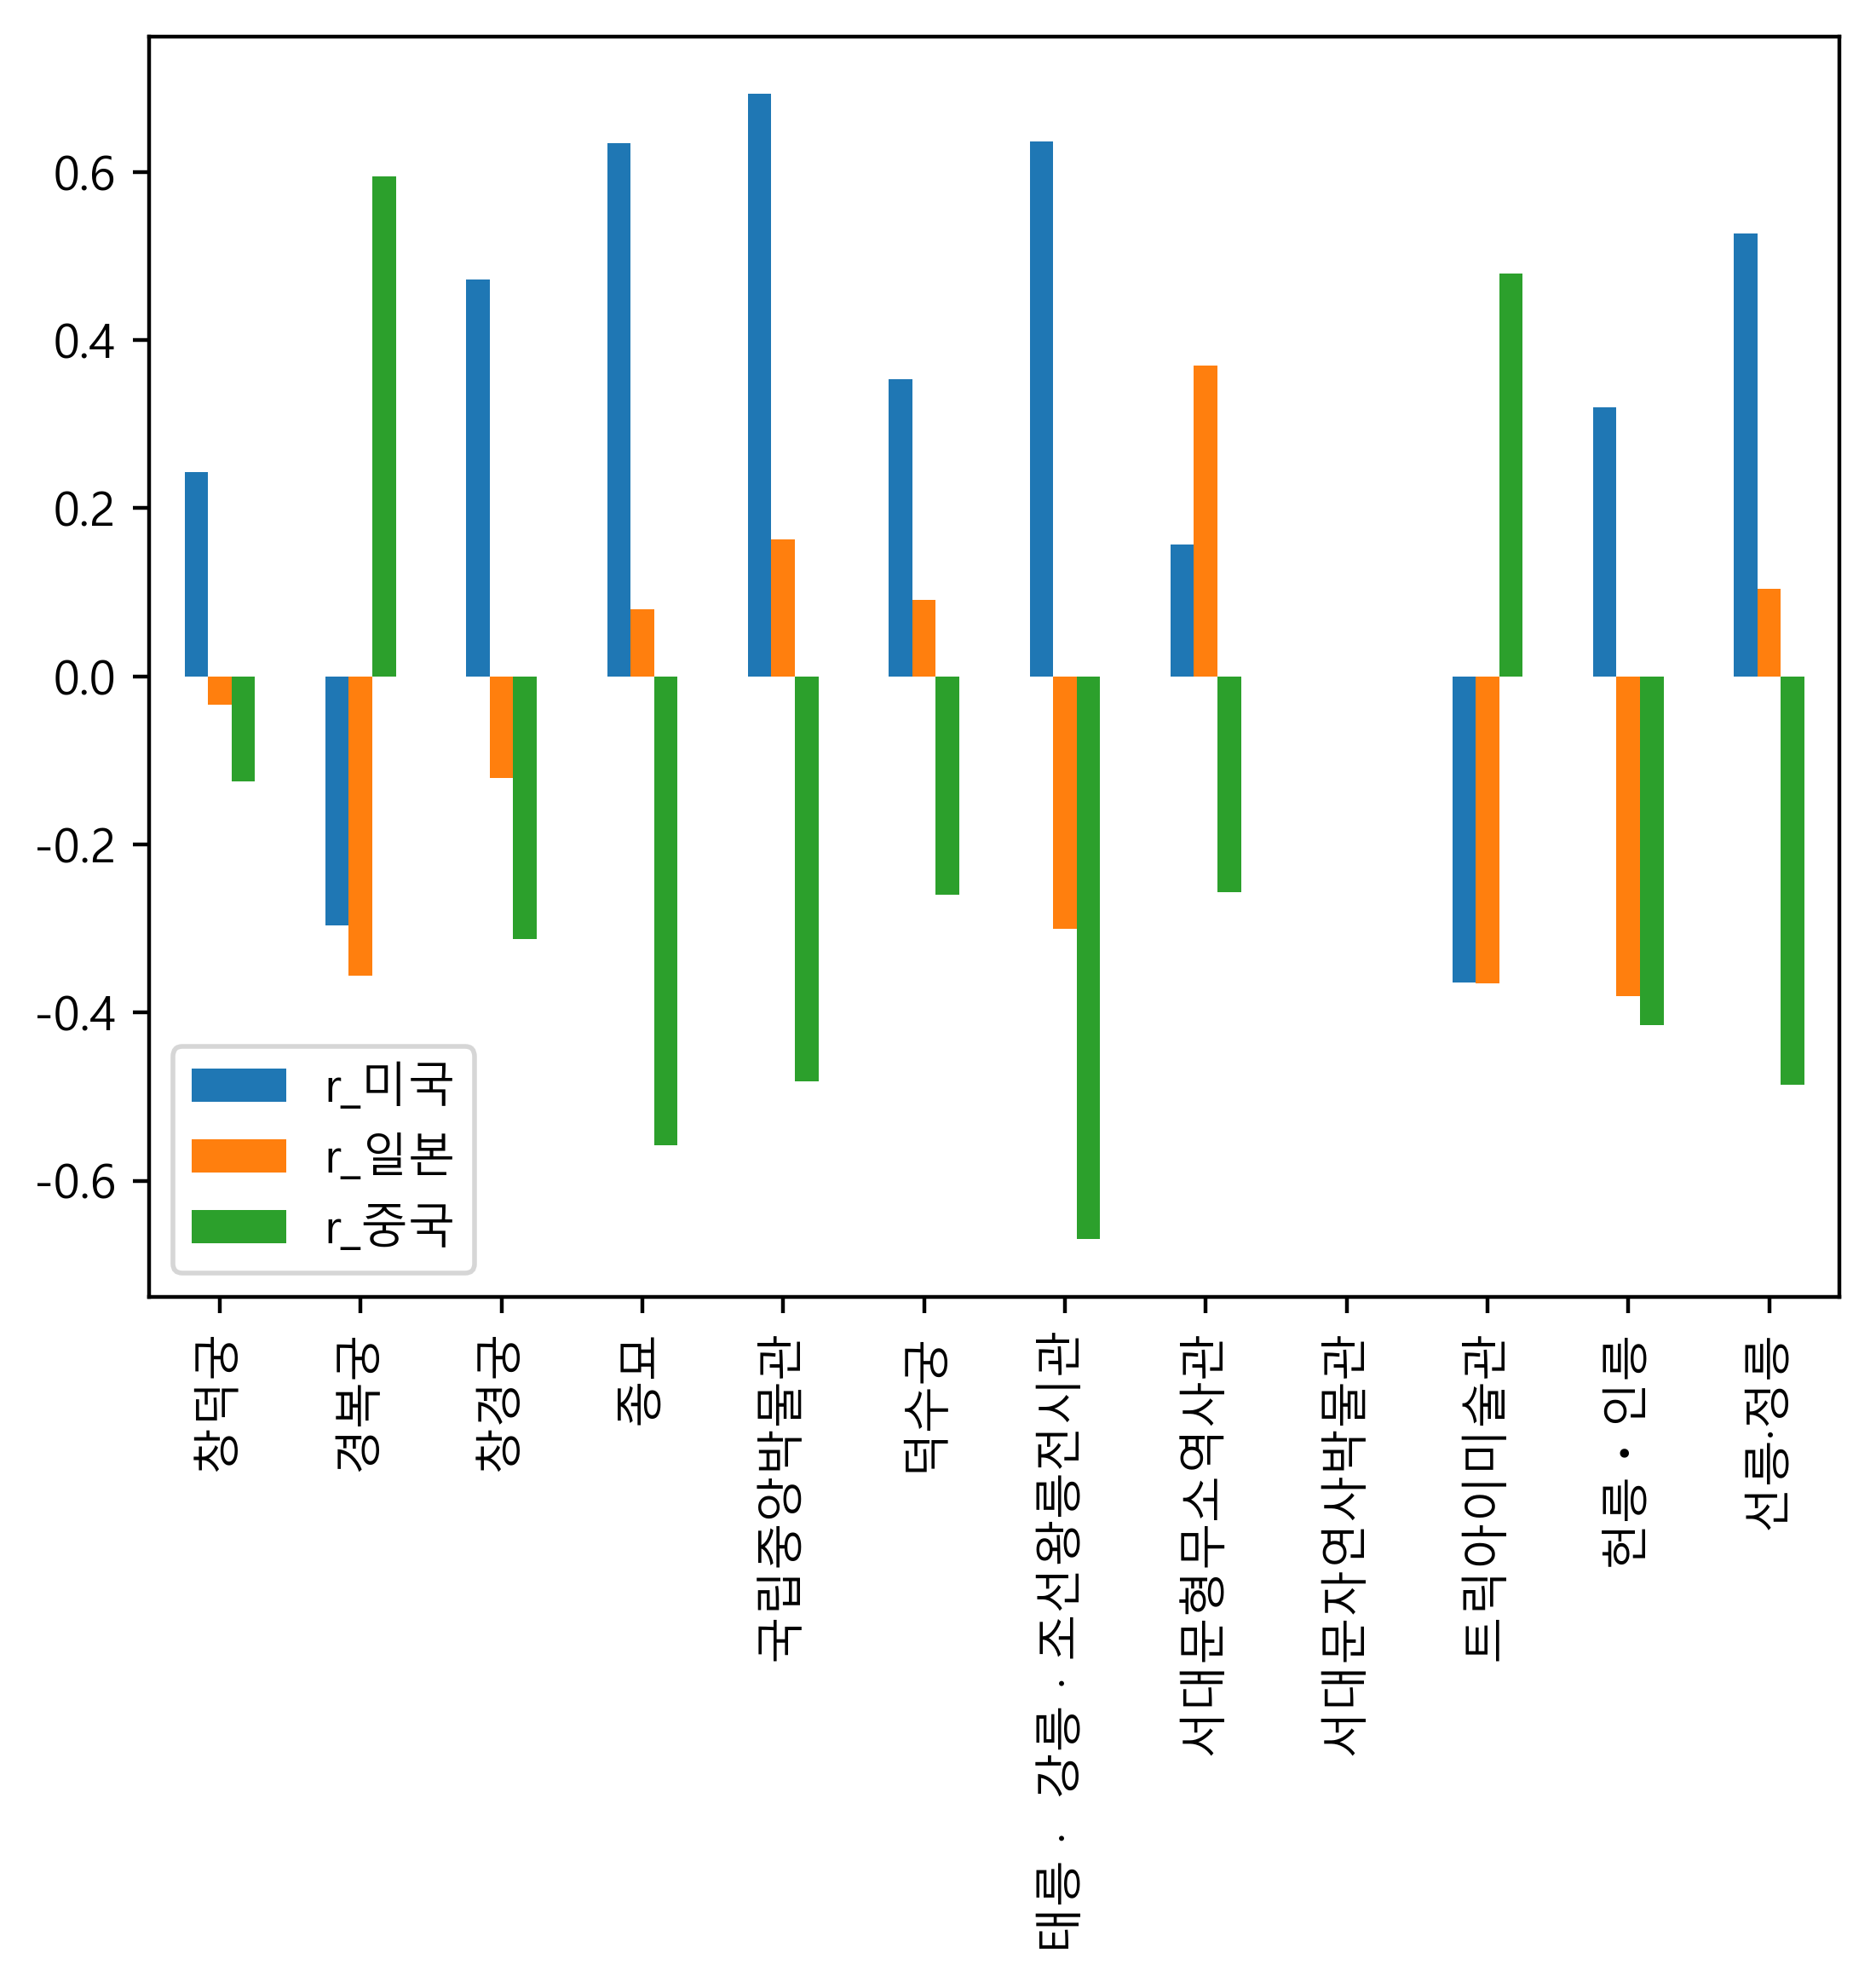 0.6
0.4
0.2
0.0
-0.2
-0.4
-0.6
r_미국
r_일본
r_중국
창덕궁
경복궁
창경궁
종묘
국립중앙박물관
덕수궁
태릉 · 강릉 · 조선왕릉전시관
서대문형무소역사관
서대문자연사박물관
트릭아이미술관
헌릉 • 인릉
선릉·정릉